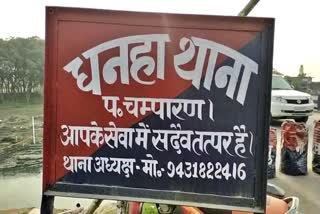 धनहा थाना
प. चम्पारण।
आपके सेवा में सदैव तत्पर है।
थाना अध्यक्ष - मो.- 9431822416